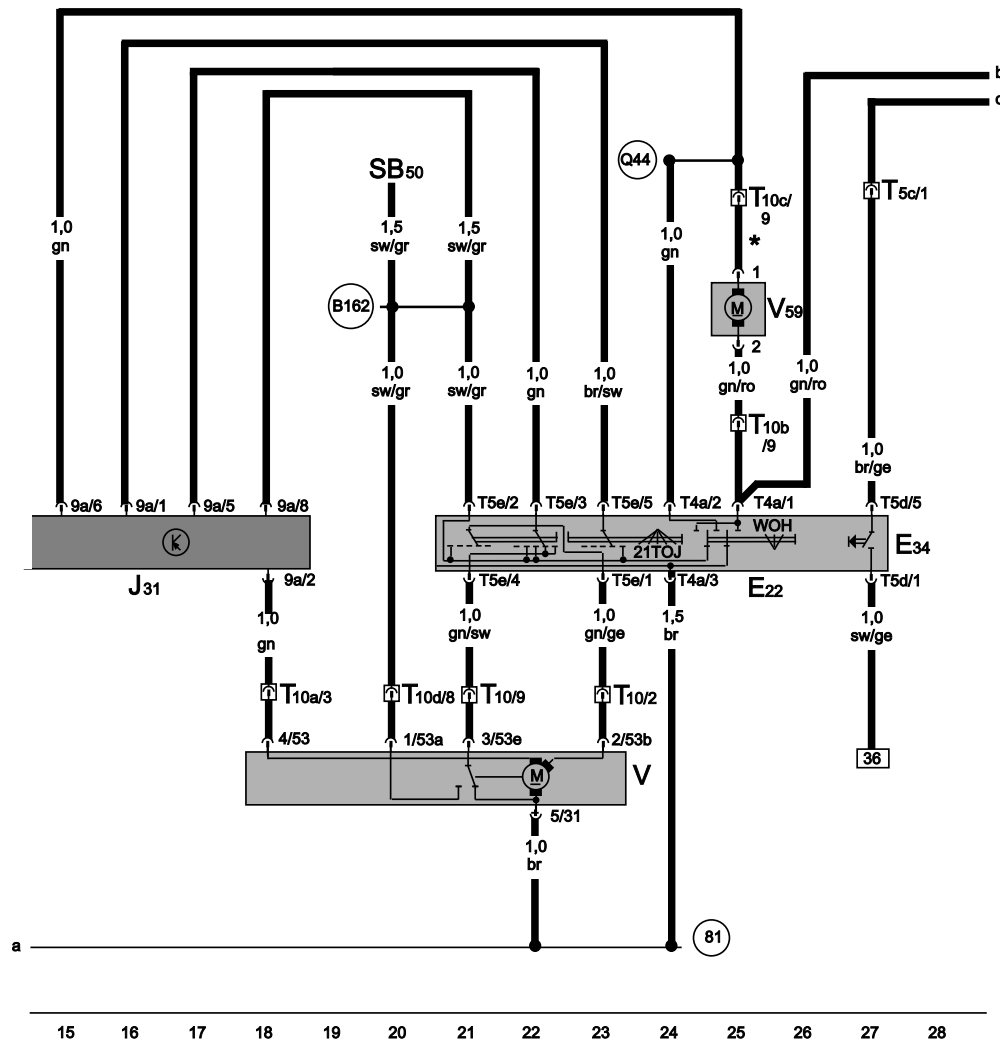 b
c
Q44
SB50
T10c/
9
T5c/1
1,0
gn
1,5
sw/gr
1,5
sw/gr
1,0
gn
*
1
B162
M
V59
2
1,0
sw/gr
1,0
sw/gr
1,0
gn
1,0
br/sw
1,0
gn/ro
1,0
gn/ro
T10b
/9
1,0
br/ge
9a/6
9a/1
9a/5
9a/8
T5e/2
T5e/3
T5e/5
T4a/2
T4a/1
T5d/5
WOH
21TOJ
E34
J31
9a/2
T5e/4
T5e/1
T4a/3
E22
T5d/1
1,0
gn
1,0
gn/sw
1,0
gn/ge
1,5
br
1,0
sw/ge
T10a/3
T10d/8
T10/9
T10/2
4/53
1/53a
3/53e
2/53b
36
M
V
5/31
1,0
br
a
81
15 16 17 18 19 20 21 22 23 24 25 26 27 28